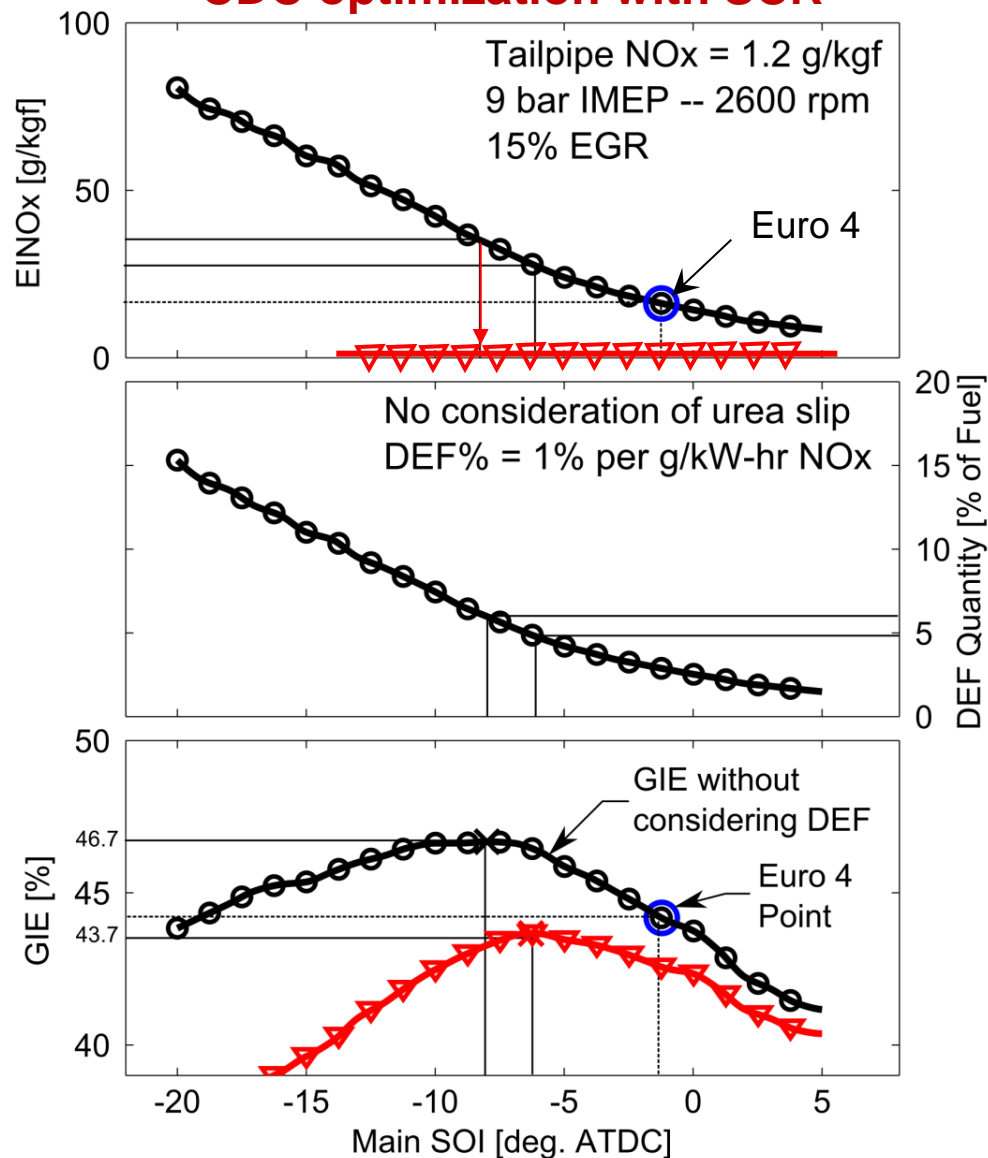 optimization with
100
50
0
EINOx [g/kgf]
Tailpipe NOx = 1.2 g/kgf
9 bar IMEP -- 2600 rpm
15% EGR
Euro 4
No consideration of urea slip
DEF% = 1% per g/kW-hr NOx
20
15
10
5
0
DEF Quantity [% of Fuel]
50
46.7
45
43.7
40
GIE [%]
GIE without
considering DEF
Euro 4
Point
-20 -15 -10 -5 0 5
Main SOI [deg. ATDC]